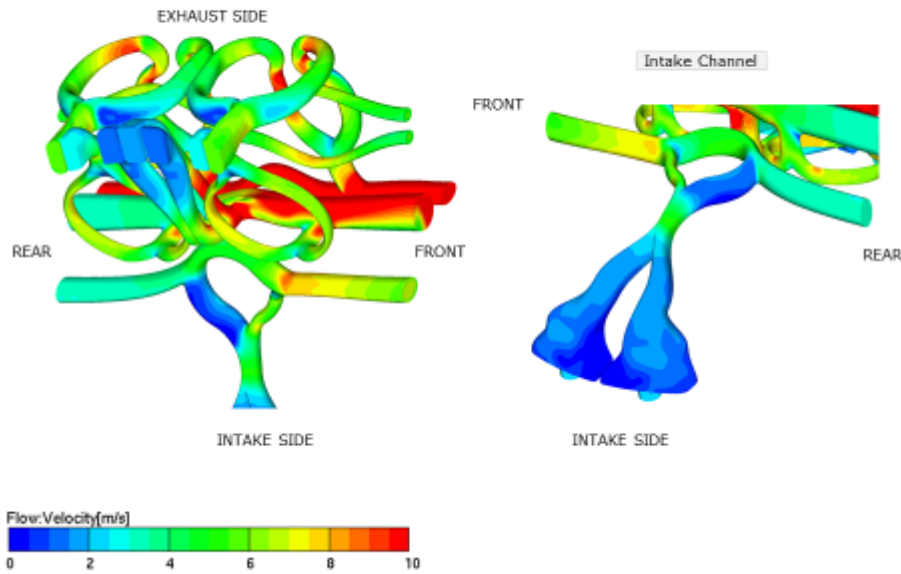 EXHAUST SIDE
Intake Channel
FRONT
REAR
FRONT
REAR
INTAKE SIDE
INTAKE SIDE
Flow:Velocity[m/s]
0 2 4 6 8 10